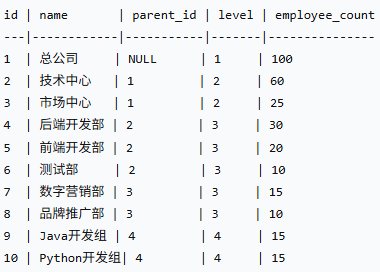 id | name | parent_id | level | employee_count
---|------------|-----------|-------|---------------
1 | 总公司 | NULL | 1 | 100
2 | 技术中心 | 1 | 2 | 60
3 | 市场中心 | 1 | 2 | 25
4 | 后端开发部 | 2 | 3 | 30
5 | 前端开发部 | 2 | 3 | 20
6 | 测试部 | 2 | 3 | 10
7 | 数字营销部 | 3 | 3 | 15
8 | 品牌推广部 | 3 | 3 | 10
9 | Java开发组 | 4 | 4 | 15
10 | Python开发组| 4 | 4 | 15